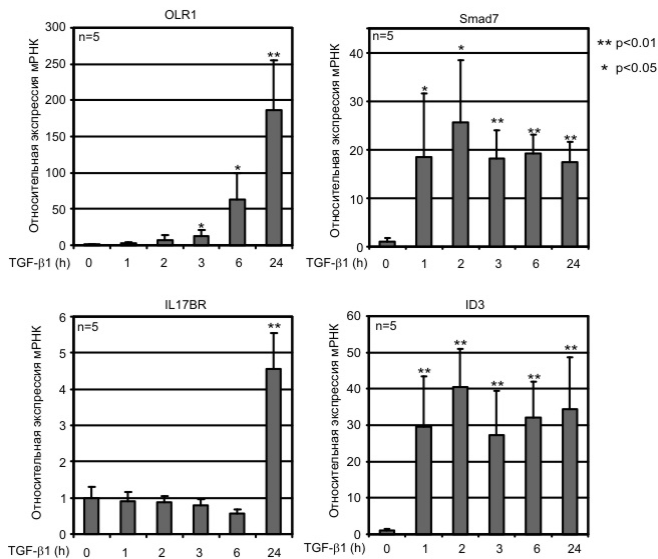 OLR1
Относительная экспрессия мРНК
n=5
300
250
200
150
100
50
0
**
*
*
TGF-β1 (h) 0 1 2 3 6 24
Smad7
Относительная экспрессия мРНК
n=5
40
30
20
10
0
*
*
**
**
**
TGF-β1 (h) 0 1 2 3 6 24
** p<0.01
* p<0.05
IL17BR
Относительная экспрессия мРНК
n=5
6
5
4
3
2
1
0
**
TGF-β1 (h) 0 1 2 3 6 24
ID3
Относительная экспрессия мРНК
n=5
60
50
40
30
20
10
0
**
**
**
**
**
TGF-β1 (h) 0 1 2 3 6 24